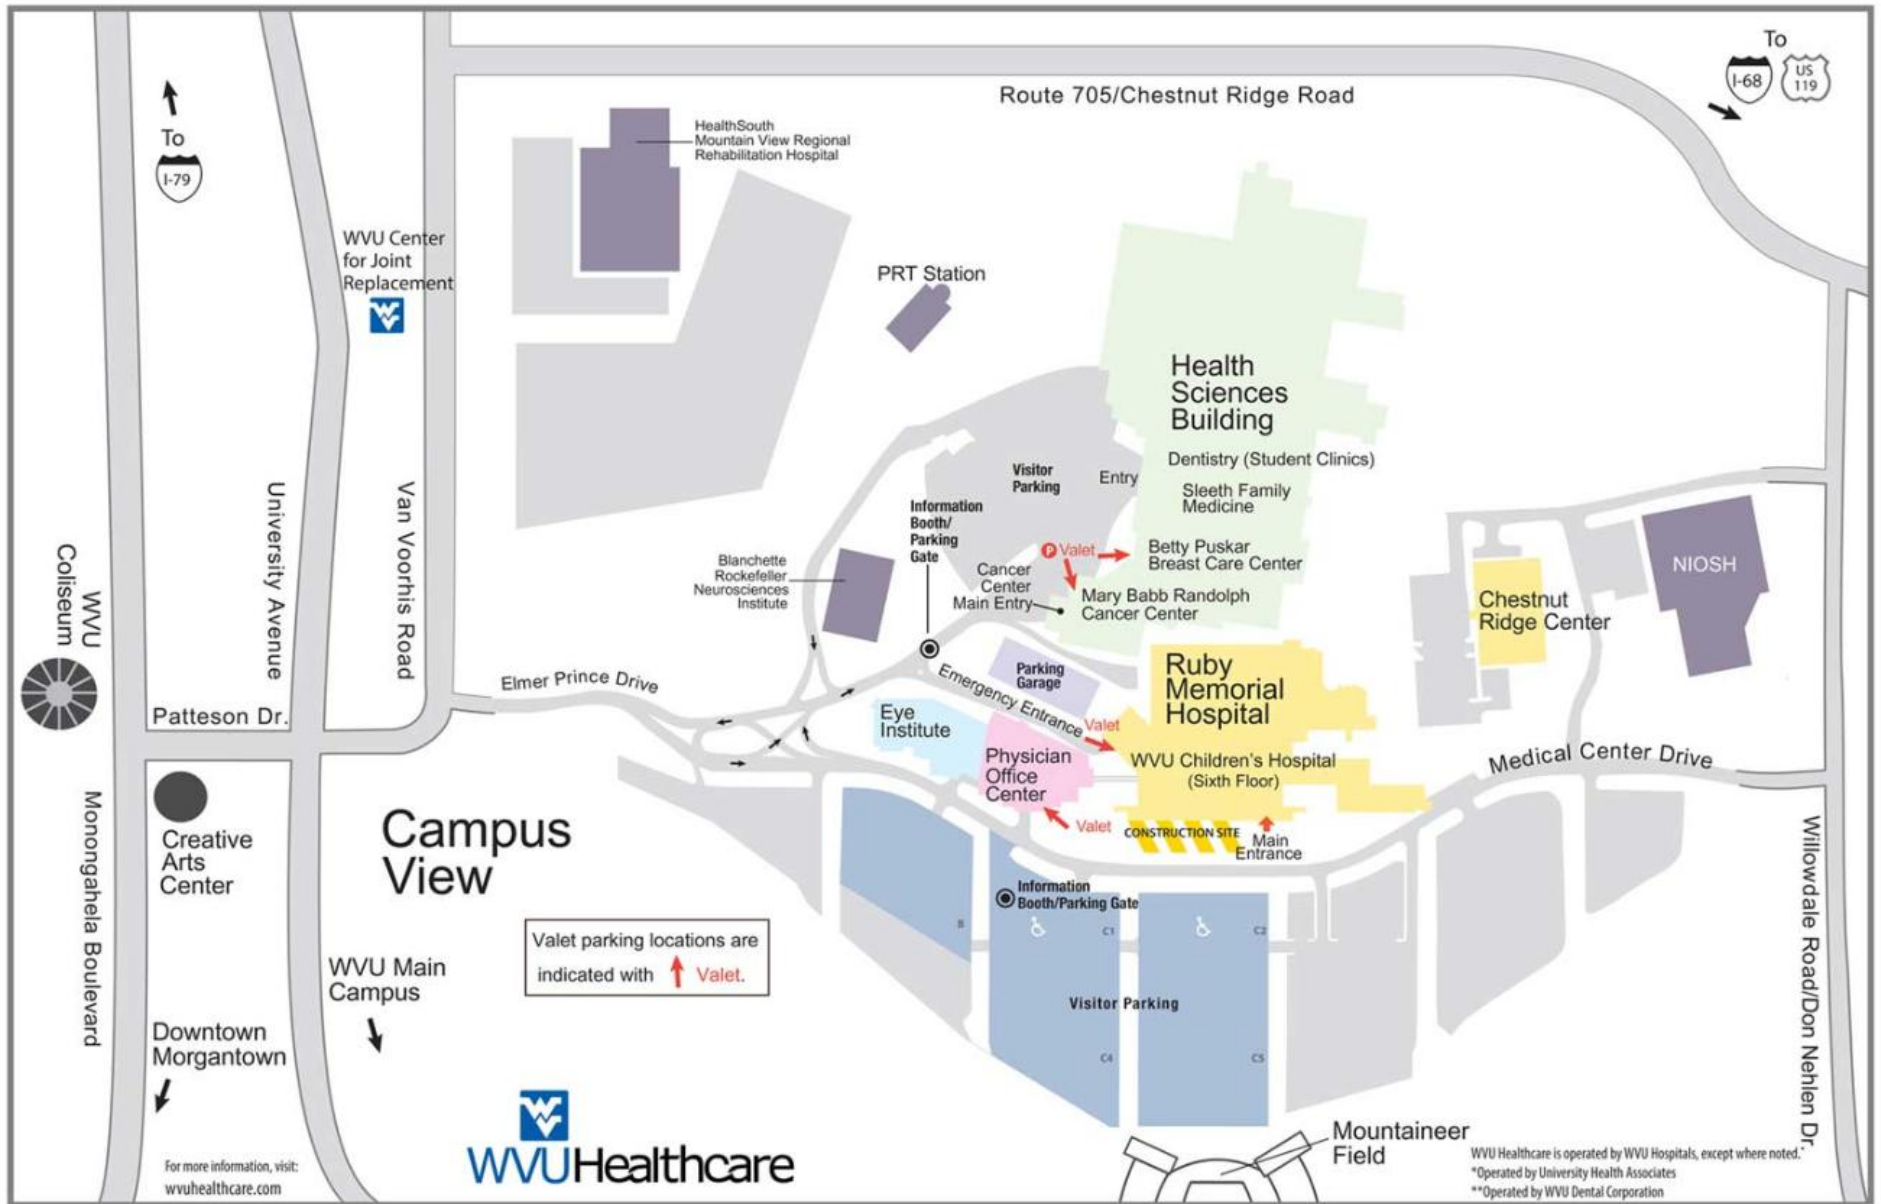 To
I-68
US
119
Route 705/Chestnut Ridge Road
To
I-79
HealthSouth
Mountain View Regional
Rehabilitation Hospital
WVU Center
for Joint
Replacement
WV
PRT Station
Health
Sciences
Building
Dentistry (Student Clinics)
Sleeth Family
Medicine
Visitor
Parking
Entry
Information
Booth/
Parking
Gate
P Valet
Betty Puskar
Breast Care Center
Cancer
Center
Main Entry
Mary Babb Randolph
Cancer Center
Blanchette
Rockefeller
Neurosciences
Institute
University Avenue
Van Voorhis Road
WVU
Coliseum
NIOSH
Chestnut
Ridge Center
Elmer Prince Drive
Patteson Dr.
Parking
Garage
Emergency Entrance
Valet
Ruby
Memorial
Hospital
WVU Children's Hospital
(Sixth Floor)
Eye
Institute
Physician
Office
Center
Valet
CONSTRUCTION SITE
Main
Entrance
Medical Center Drive
Willowdale Road/Don Nehlen Dr.
Monongahela Boulevard
Creative
Arts
Center
Campus
View
Information
Booth/Parking Gate
B
C1
C2
Visitor Parking
C4
C5
Valet parking locations are
indicated with Valet.
WVU Main
Campus
Downtown
Morgantown
WV
WVUHealthcare
Mountaineer
Field
For more information, visit:
wvuhealthcare.com
WVU Healthcare is operated by WVU Hospitals, except where noted.*
*Operated by University Health Associates
**Operated by WVU Dental Corporation